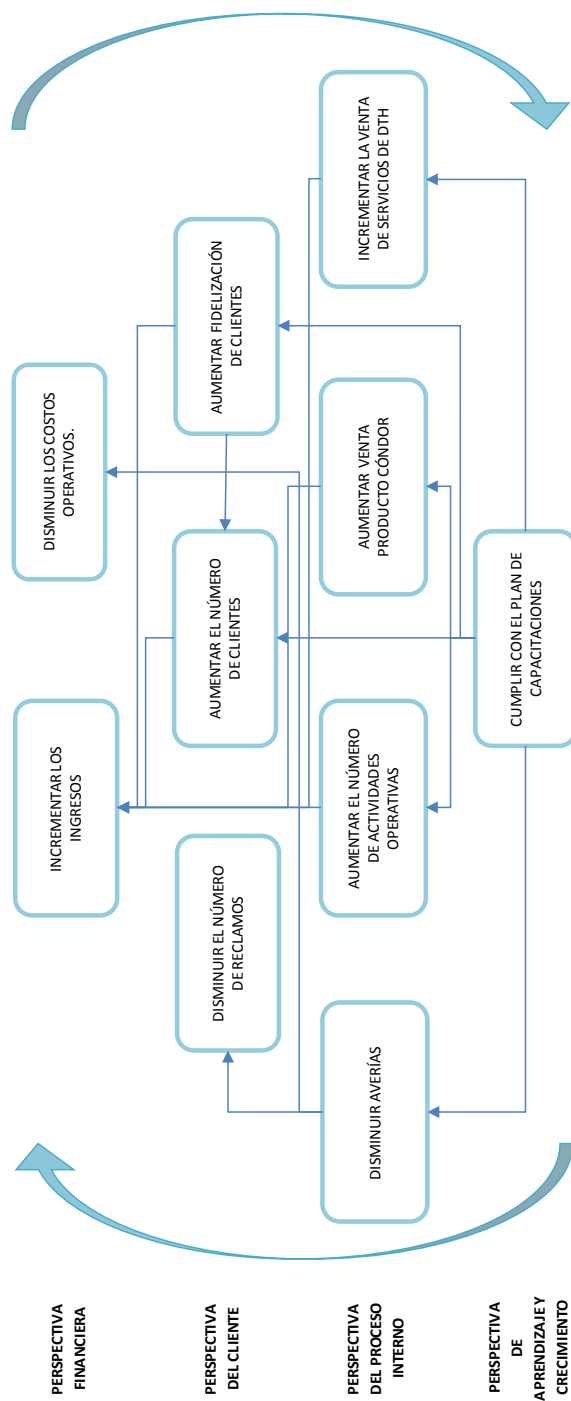 PERSPECTIVA
FINANCIERA
INCREMENTAR LOS
INGRESOS
DISMINUIR LOS COSTOS
OPERATIVOS.
PERSPECTIVA
DEL CLIENTE
DISMINUIR EL NÚMERO
DE RECLAMOS
AUMENTAR EL NÚMERO
DE CLIENTES
AUMENTAR FIDELIZACIÓN
DE CLIENTES
PERSPECTIVA
DEL PROCESO
INTERNO
DISMINUIR AVERÍAS
AUMENTAR EL NÚMERO
DE ACTIVIDADES
OPERATIVAS
AUMENTAR VENTA
PRODUCTO CÓNDOR
INCREMENTAR LA VENTA
DE SERVICIOS DE DTH
PERSPECTIVA
DE
APRENDIZAJE Y
CRECIMIENTO
CUMPLIR CON EL PLAN DE
CAPACITACIONES